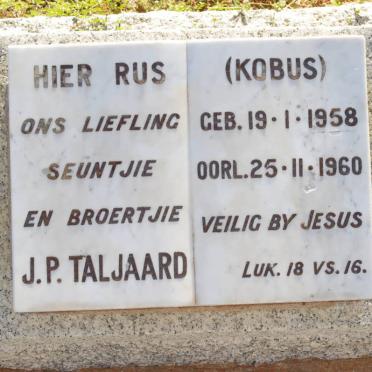 HIER RUS
ONS LIEFLING
SEUNTJIE
EN BROERTJIE
J.P. TALJAARD
(KOBUS)
GEB. 19·1·1958
OORL. 25·11·1960
VEILIG BY JESUS
LUK. 18 VS. 16.